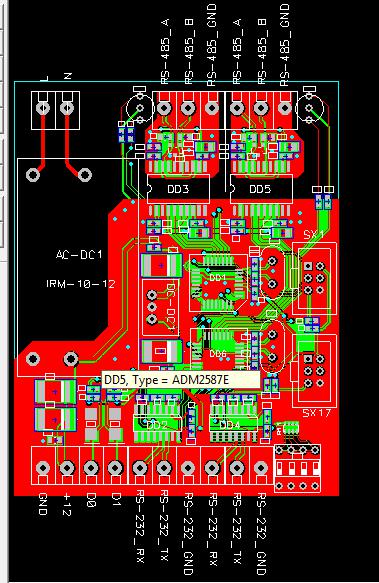 RS-485_A
RS-485_B
RS-485_GND
RS-485_A
RS-485_B
RS-485_GND
L
N
DD3
DD5
SX1
AC-DC1
IRM-10-12
DD1
DC-DC1
DD6
DD5, Type = ADM2587E
SX17
DD2
DD4
GND
+12
D0
D1
RS-232_RX
RS-232_TX
RS-232_GND
RS-232_RX
RS-232_TX
RS-232_GND